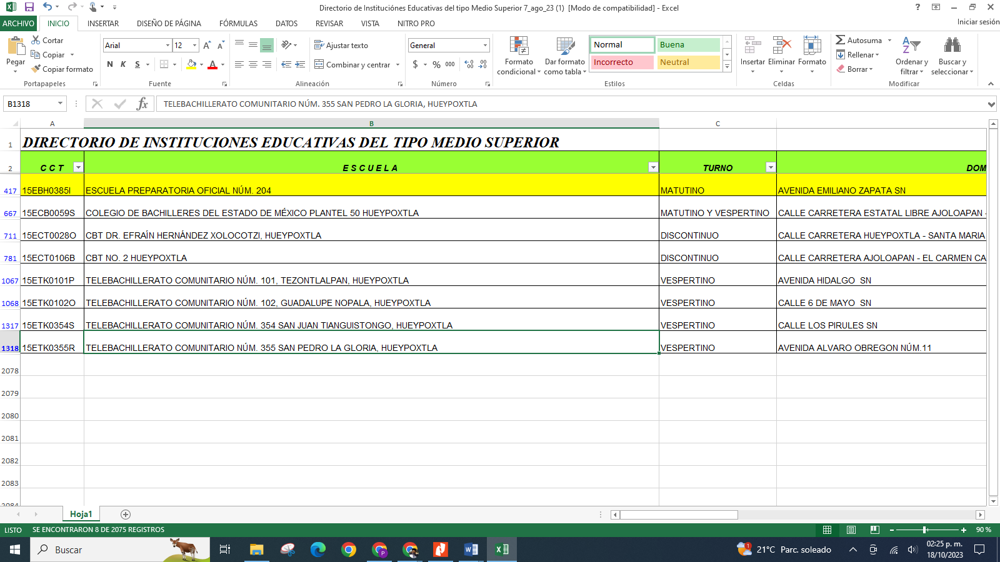 Directorio de Instituciónes Educativas del tipo Medio Superior 7_ago_23 (1)  [Modo de compatibilidad] - Excel
ARCHIVO INICIO INSERTAR DISEÑO DE PÁGINA FÓRMULAS DATOS REVISAR VISTA NITRO PRO Iniciar sesión
Pegar
Cortar
Copiar
Copiar formato
Portapapeles
Arial 12
N K S
Fuente
Ajustar texto
Combinar y centrar
Alineación
General
$ % 000
Número
Formato condicional
Dar formato como tabla
Normal Buena
Incorrecto Neutral
Estilos
Insertar Eliminar Formato
Celdas
Autosuma
Rellenar
Borrar
Ordenar y filtrar
Buscar y seleccionar
Modificar
B1318 fx TELEBACHILLERATO COMUNITARIO NÚM. 355 SAN PEDRO LA GLORIA, HUEYPOXTLA
A B C
1 DIRECTORIO DE INSTITUCIONES EDUCATIVAS DEL TIPO MEDIO SUPERIOR
2 C C T E S C U E L A TURNO DOM
417 15EBH0385I ESCUELA PREPARATORIA OFICIAL NÚM. 204 MATUTINO AVENIDA EMILIANO ZAPATA SN
667 15ECB0059S COLEGIO DE BACHILLERES DEL ESTADO DE MÉXICO PLANTEL 50 HUEYPOXTLA MATUTINO Y VESPERTINO CALLE CARRETERA ESTATAL LIBRE AJOLOAPAN -
711 15ECT0028O CBT DR. EFRAÍN HERNÁNDEZ XOLOCOTZI, HUEYPOXTLA DISCONTINUO CALLE CARRETERA HUEYPOXTLA - SANTA MARIA
781 15ECT0106B CBT NO. 2 HUEYPOXTLA DISCONTINUO CALLE CARRETERA AJOLOAPAN - EL CARMEN CA
1067 15ETK0101P TELEBACHILLERATO COMUNITARIO NÚM. 101, TEZONTLALPAN, HUEYPOXTLA VESPERTINO AVENIDA HIDALGO  SN
1068 15ETK0102O TELEBACHILLERATO COMUNITARIO NÚM. 102, GUADALUPE NOPALA, HUEYPOXTLA VESPERTINO CALLE 6 DE MAYO  SN
1317 15ETK0354S TELEBACHILLERATO COMUNITARIO NÚM. 354 SAN JUAN TIANGUISTONGO, HUEYPOXTLA VESPERTINO CALLE LOS PIRULES SN
1318 15ETK0355R TELEBACHILLERATO COMUNITARIO NÚM. 355 SAN PEDRO LA GLORIA, HUEYPOXTLA VESPERTINO AVENIDA ALVARO OBREGON NÚM.11
2078
2079
2080
2081
2082
2083
2084
Hoja1
LISTO SE ENCONTRARON 8 DE 2075 REGISTROS 90 %
Buscar 21°C Parc. soleado 02:25 p. m.
18/10/2023